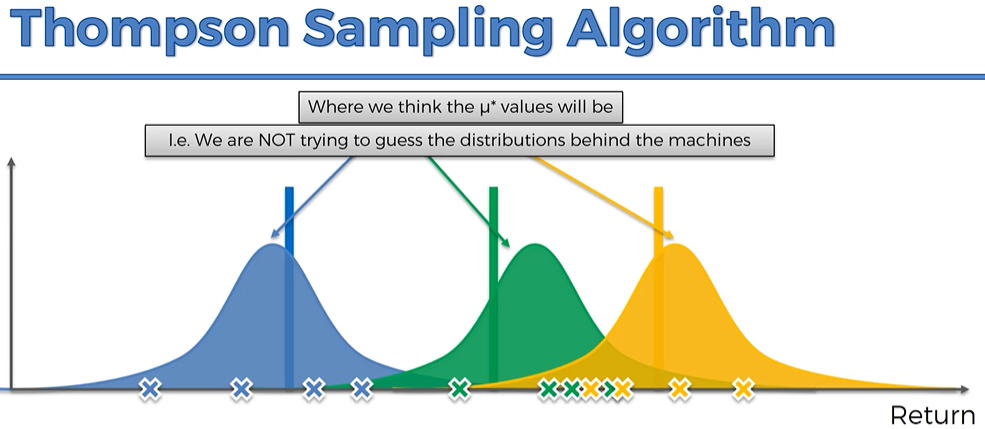 Thompson Sampling Algorithm
Where we think the μ* values will be
I.e. We are NOT trying to guess the distributions behind the machines
Return